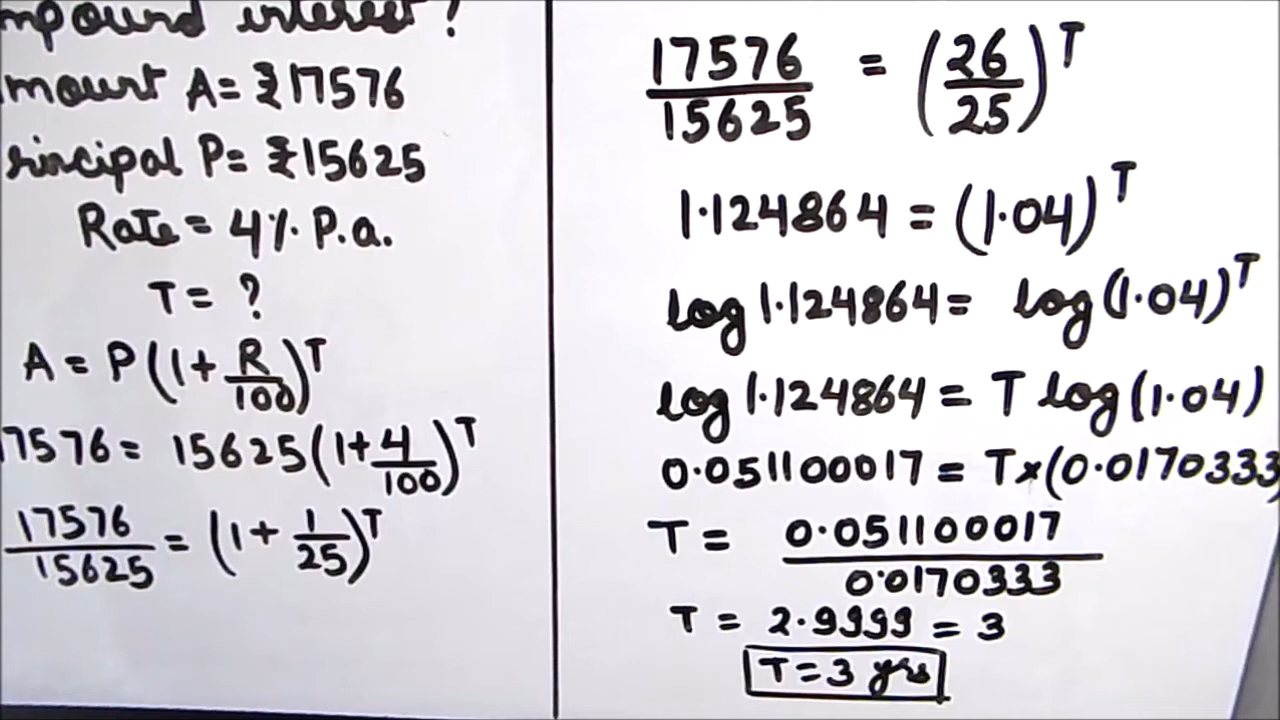 mpound interest?
mount A= ₹17576
rincipal P= ₹15625
Rate = 4%. P.a.
T = ?
A = P(1+R/100)^T
17576 = 15625(1+4/100)^T
17576/15625 = (1+1/25)^T
17576/15625 = (26/25)^T
1.124864 = (1.04)^T
log 1.124864 = log(1.04)^T
log 1.124864 = T log(1.04)
0.051100017 = T×(0.0170333)
T = 0.051100017/0.0170333
T = 2.9999 = 3
T=3 yrs